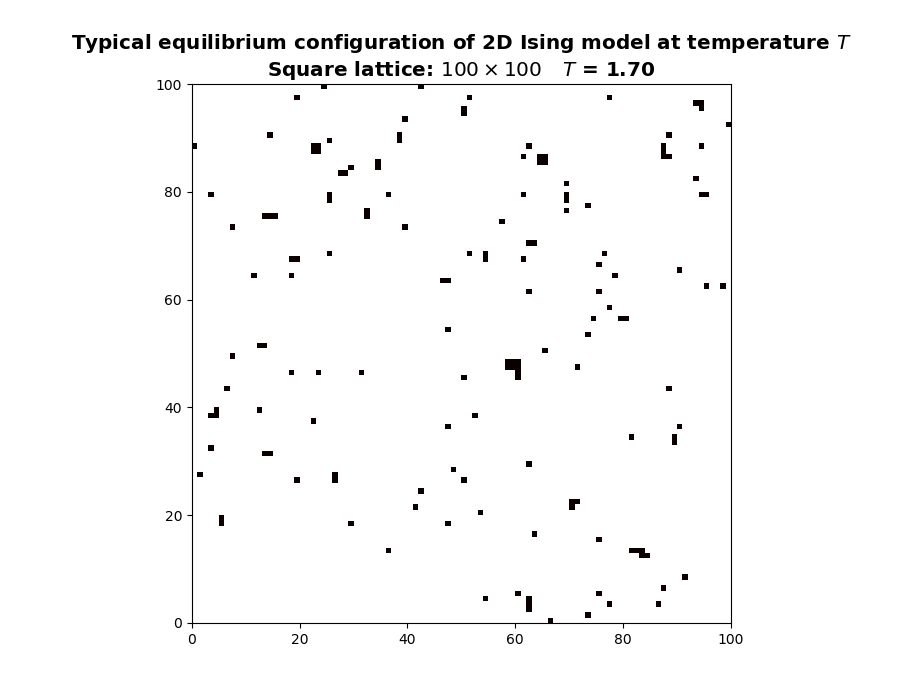 Typical equilibrium configuration of 2D Ising model at temperature T
Square lattice: 100 × 100 T = 1.70
100
80
60
40
20
0
0 20 40 60 80 100